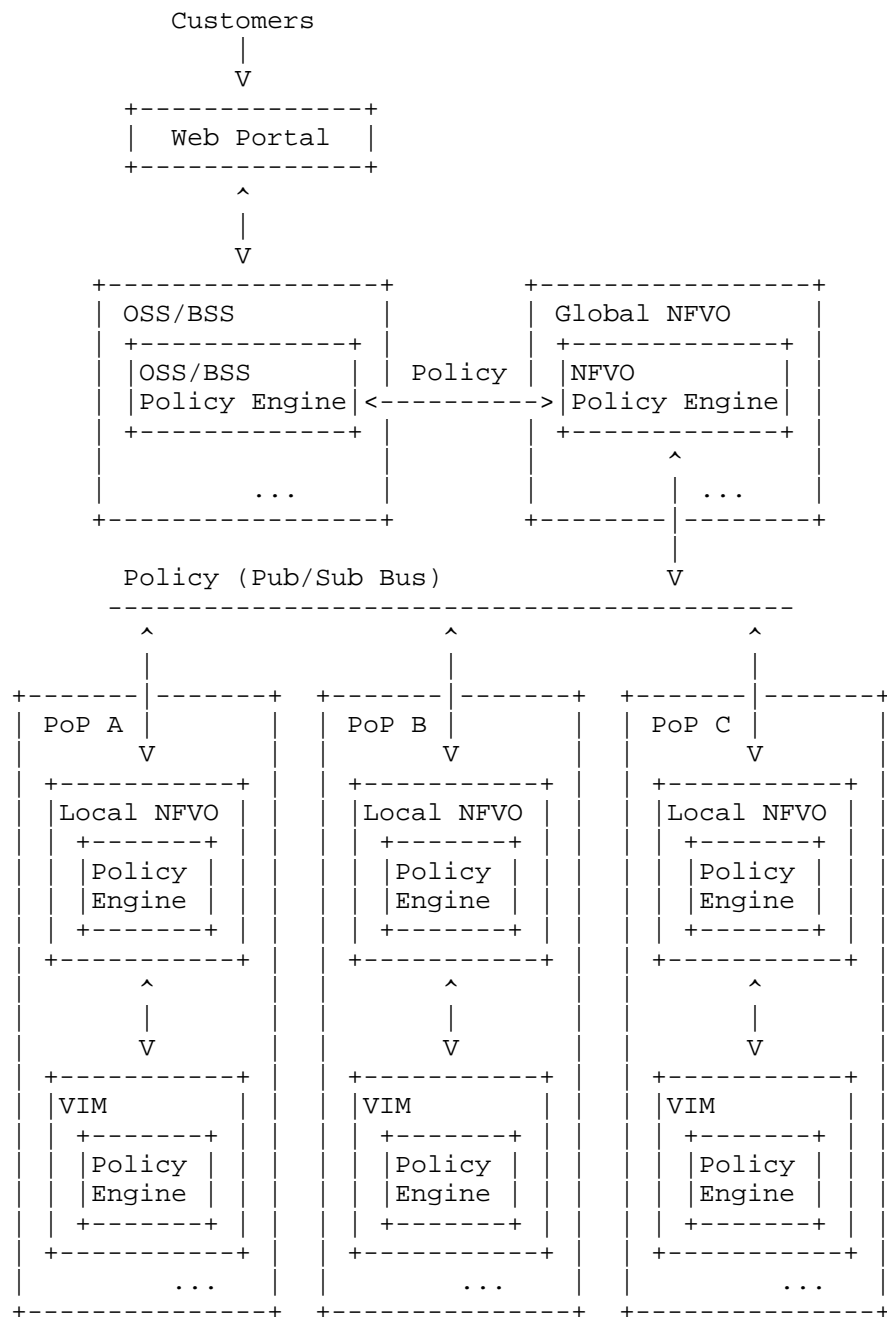 Customers
Web Portal
OSS/BSS Global NFVO
OSS/BSS Policy NFVO
Policy Engine Policy Engine
... ...
Policy (Pub/Sub Bus)
PoP A PoP B PoP C
Local NFVO Local NFVO Local NFVO
Policy Policy Policy
Engine Engine Engine
VIM VIM VIM
Policy Policy Policy
Engine Engine Engine
... ... ...